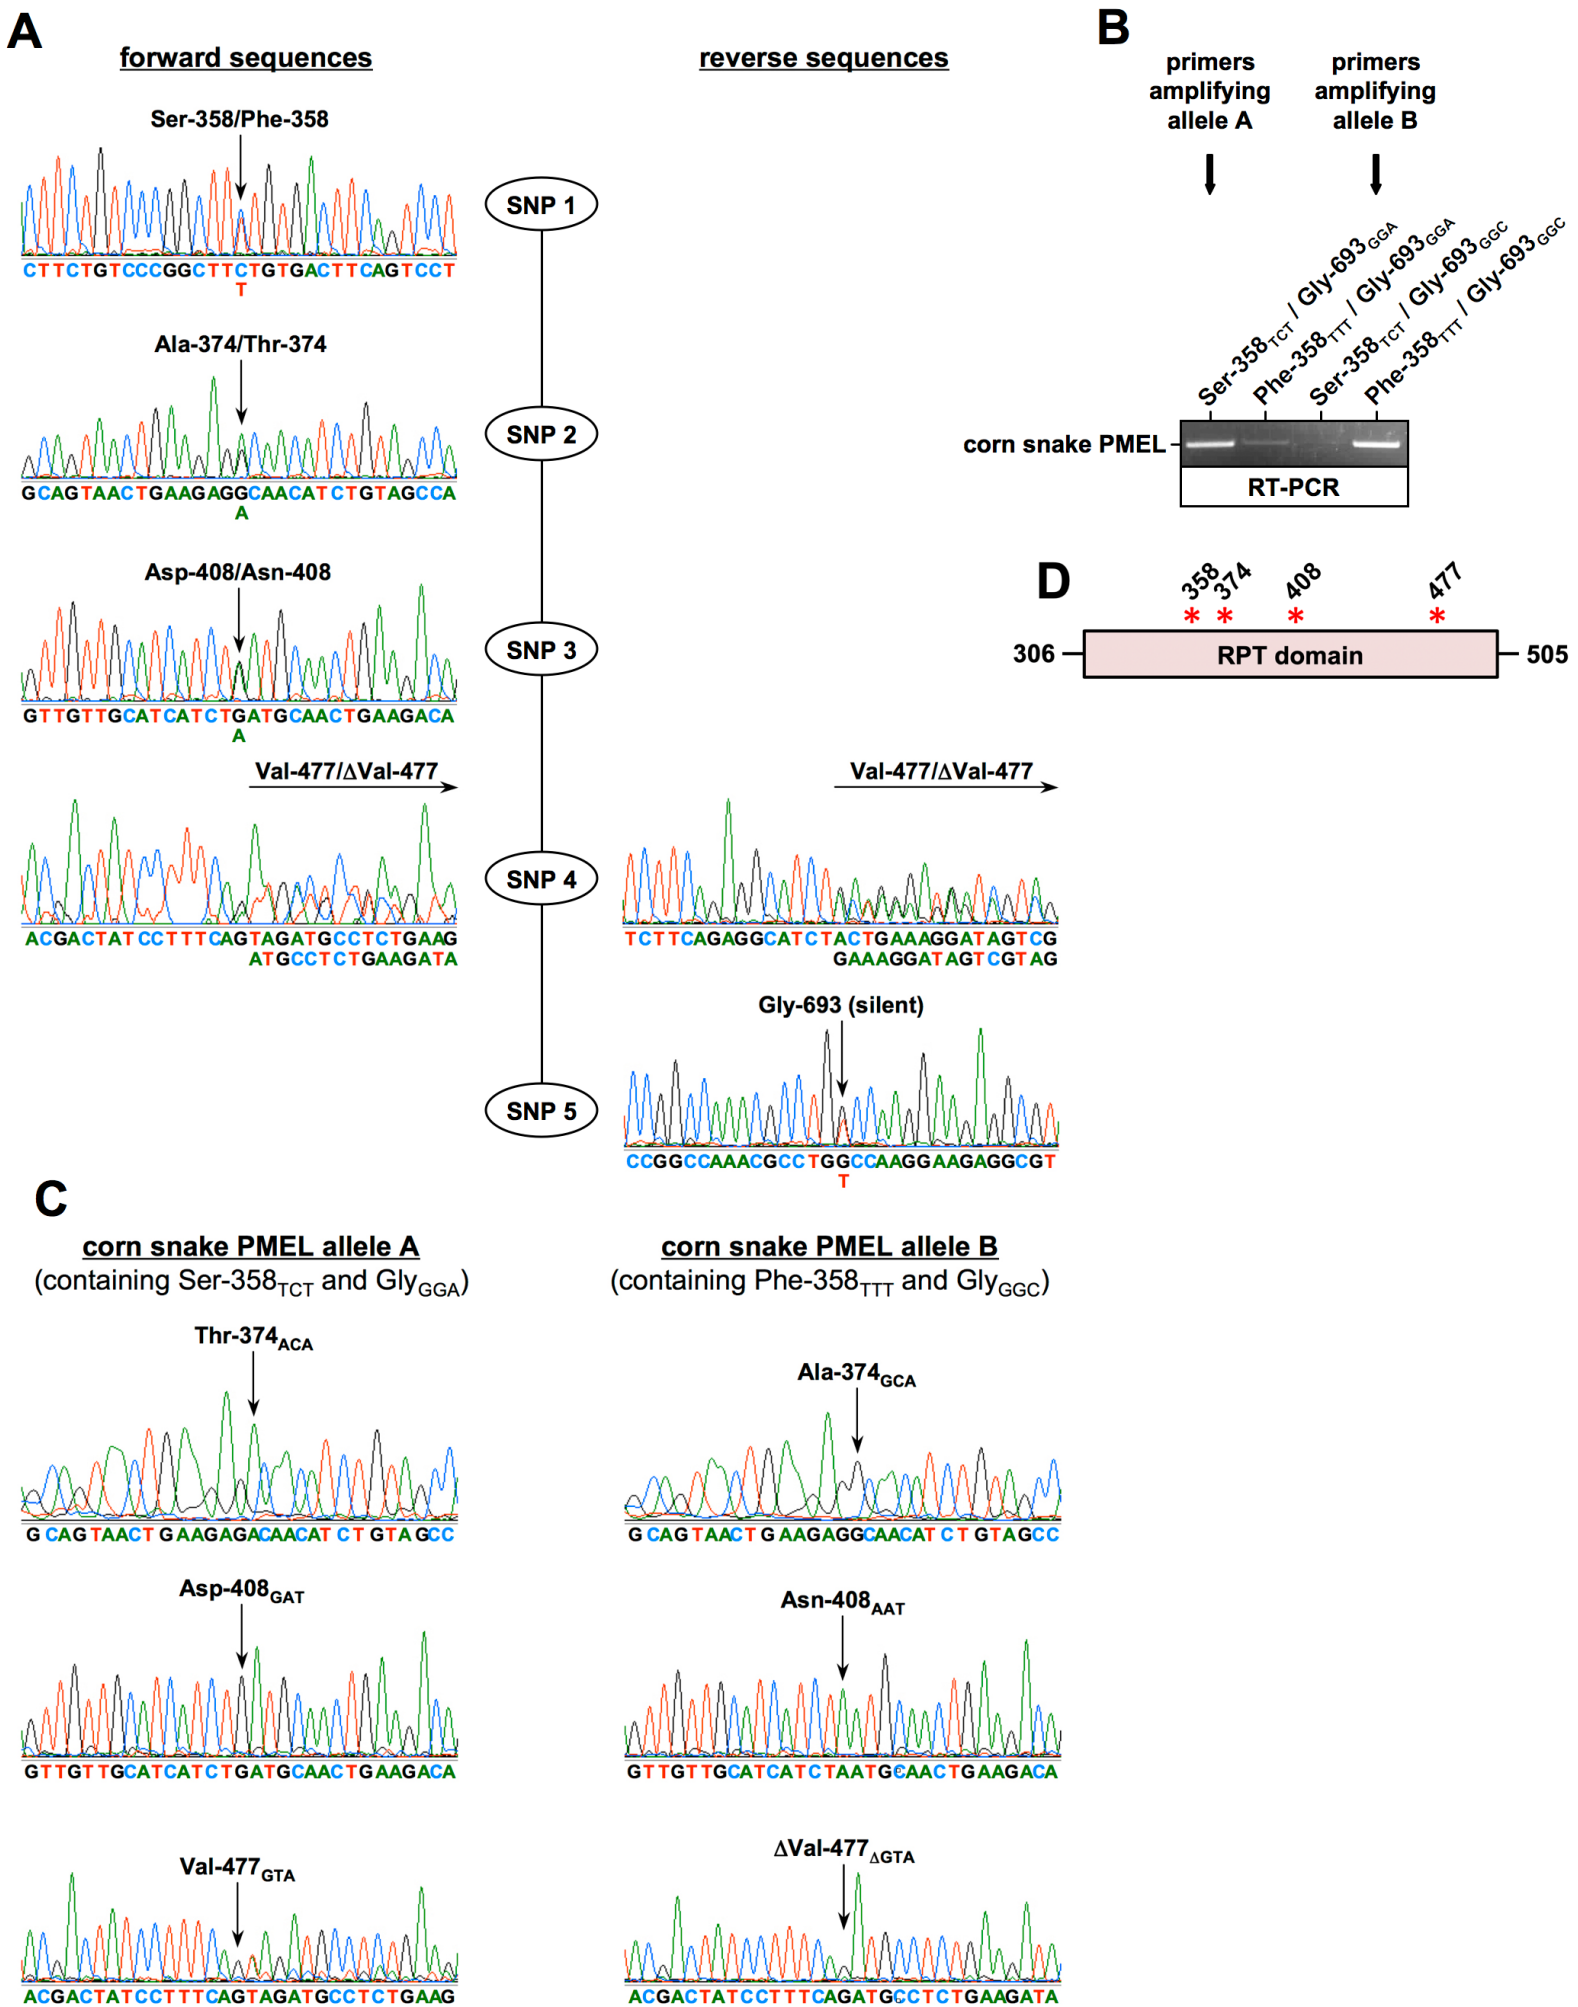 A
forward sequences
reverse sequences
Ser-358/Phe-358
SNP 1
CTTCTGTCCCGGCTTCTGTGACTTCAGTCCT
T
Ala-374/Thr-374
SNP 2
GCAGTAACTGAAGAGGCAACATCTGTAGCCA
A
Asp-408/Asn-408
SNP 3
GTTGTTGCATCATCTGATGCAACTGAAGACA
A
Val-477/ΔVal-477
Val-477/ΔVal-477
SNP 4
ACGACTATCCTTTCAGTAGATGCCTCTGAAG
ATGCCTCTGAAGATA
TCTTCAGAGGCATCTACTGAAAGGATAGTCG
GAAAGGATAGTCGTAG
Gly-693 (silent)
SNP 5
CCGGCCAAACGCCTGGCCAAGGAAGAGGCGT
T
B
primers
amplifying
allele A
primers
amplifying
allele B
Ser-358TCT / Gly-693GGA
Phe-358TTT / Gly-693GGA
Ser-358TCT / Gly-693GGC
Phe-358TTT / Gly-693GGC
corn snake PMEL
RT-PCR
D
358
374
408
477
* * * *
306
RPT domain
505
C
corn snake PMEL allele A
(containing Ser-358TCT and GlyGGA)
corn snake PMEL allele B
(containing Phe-358TTT and GlyGGC)
Thr-374ACA
Ala-374GCA
GCAGTAACTGAAGAGACAACATCTGTAGCC
GCAGTAACTGAAGAGGCAACATCTGTAGCC
Asp-408GAT
Asn-408AAT
GTTGTTGCATCATCTGATGCAACTGAAGACA
GTTGTTGCATCATCTAATGCAACTGAAGACA
Val-477GTA
ΔVal-477ΔGTA
ACGACTATCCTTTCAGTAGATGCCTCTGAAG
ACGACTATCCTTTCAGATGCCTCTGAAGATA